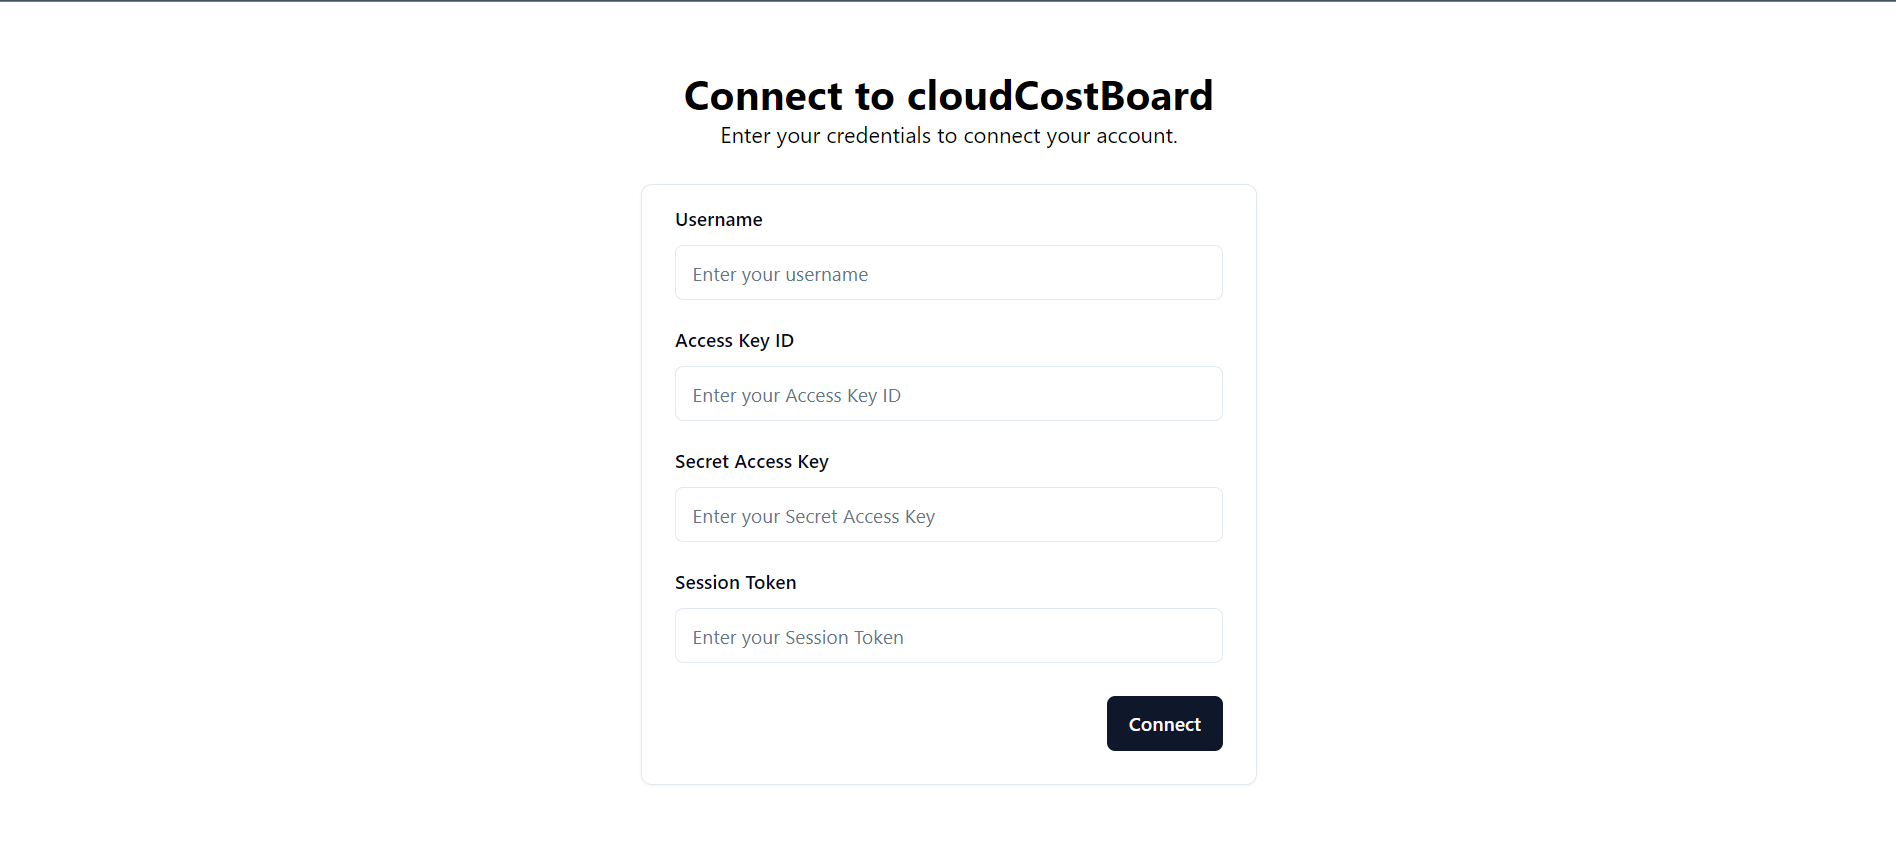 Connect to cloudCostBoard
Enter your credentials to connect your account.
Username
Enter your username
Access Key ID
Enter your Access Key ID
Secret Access Key
Enter your Secret Access Key
Session Token
Enter your Session Token
Connect